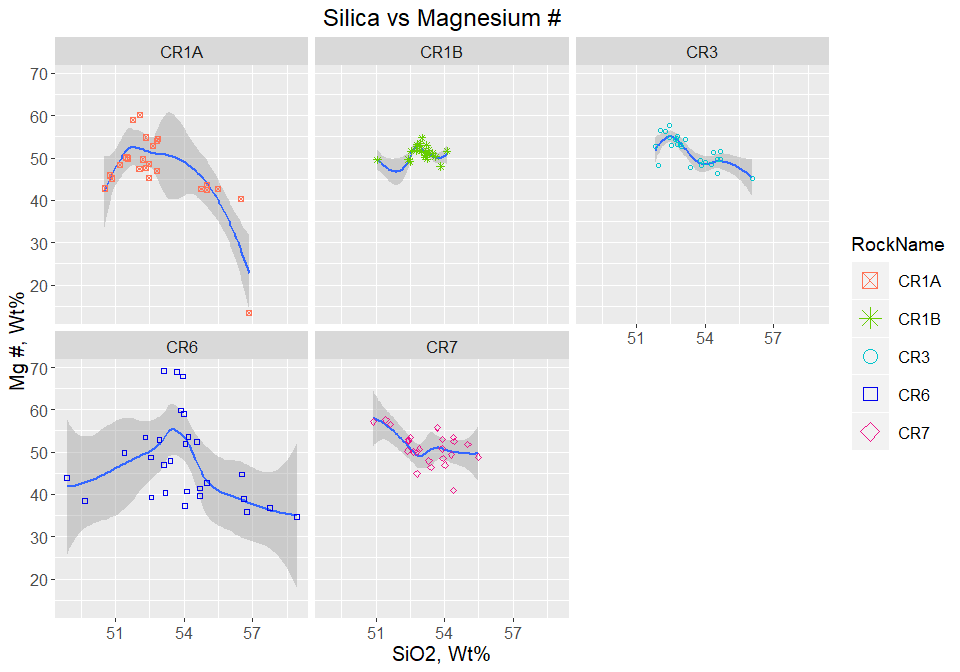 Silica vs Magnesium #
CR1A
CR1B
CR3
70
60
50
40
30
20
51
54
57
CR6
CR7
70
60
50
40
30
20
51
54
57
51
54
57
SiO2, Wt%
Mg #, Wt%
RockName
CR1A
CR1B
CR3
CR6
CR7